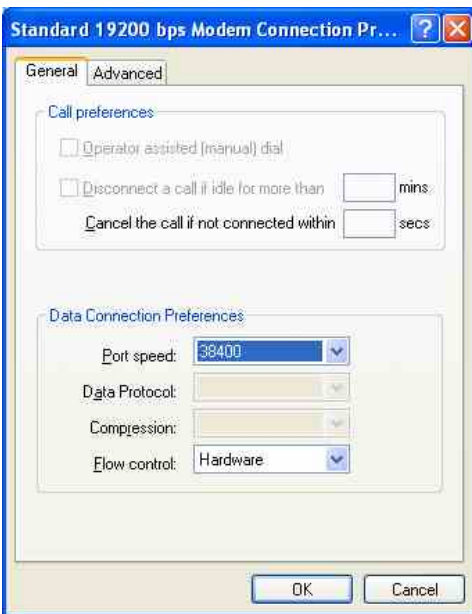 Standard 19200 bps Modem Connection Pr... ?
General Advanced
Call preferences
Operator assisted (manual) dial
Disconnect a call if idle for more than mins
Cancel the call if not connected within secs
Data Connection Preferences
Port speed: 38400
Data Protocol:
Compression:
Flow control: Hardware
OK Cancel